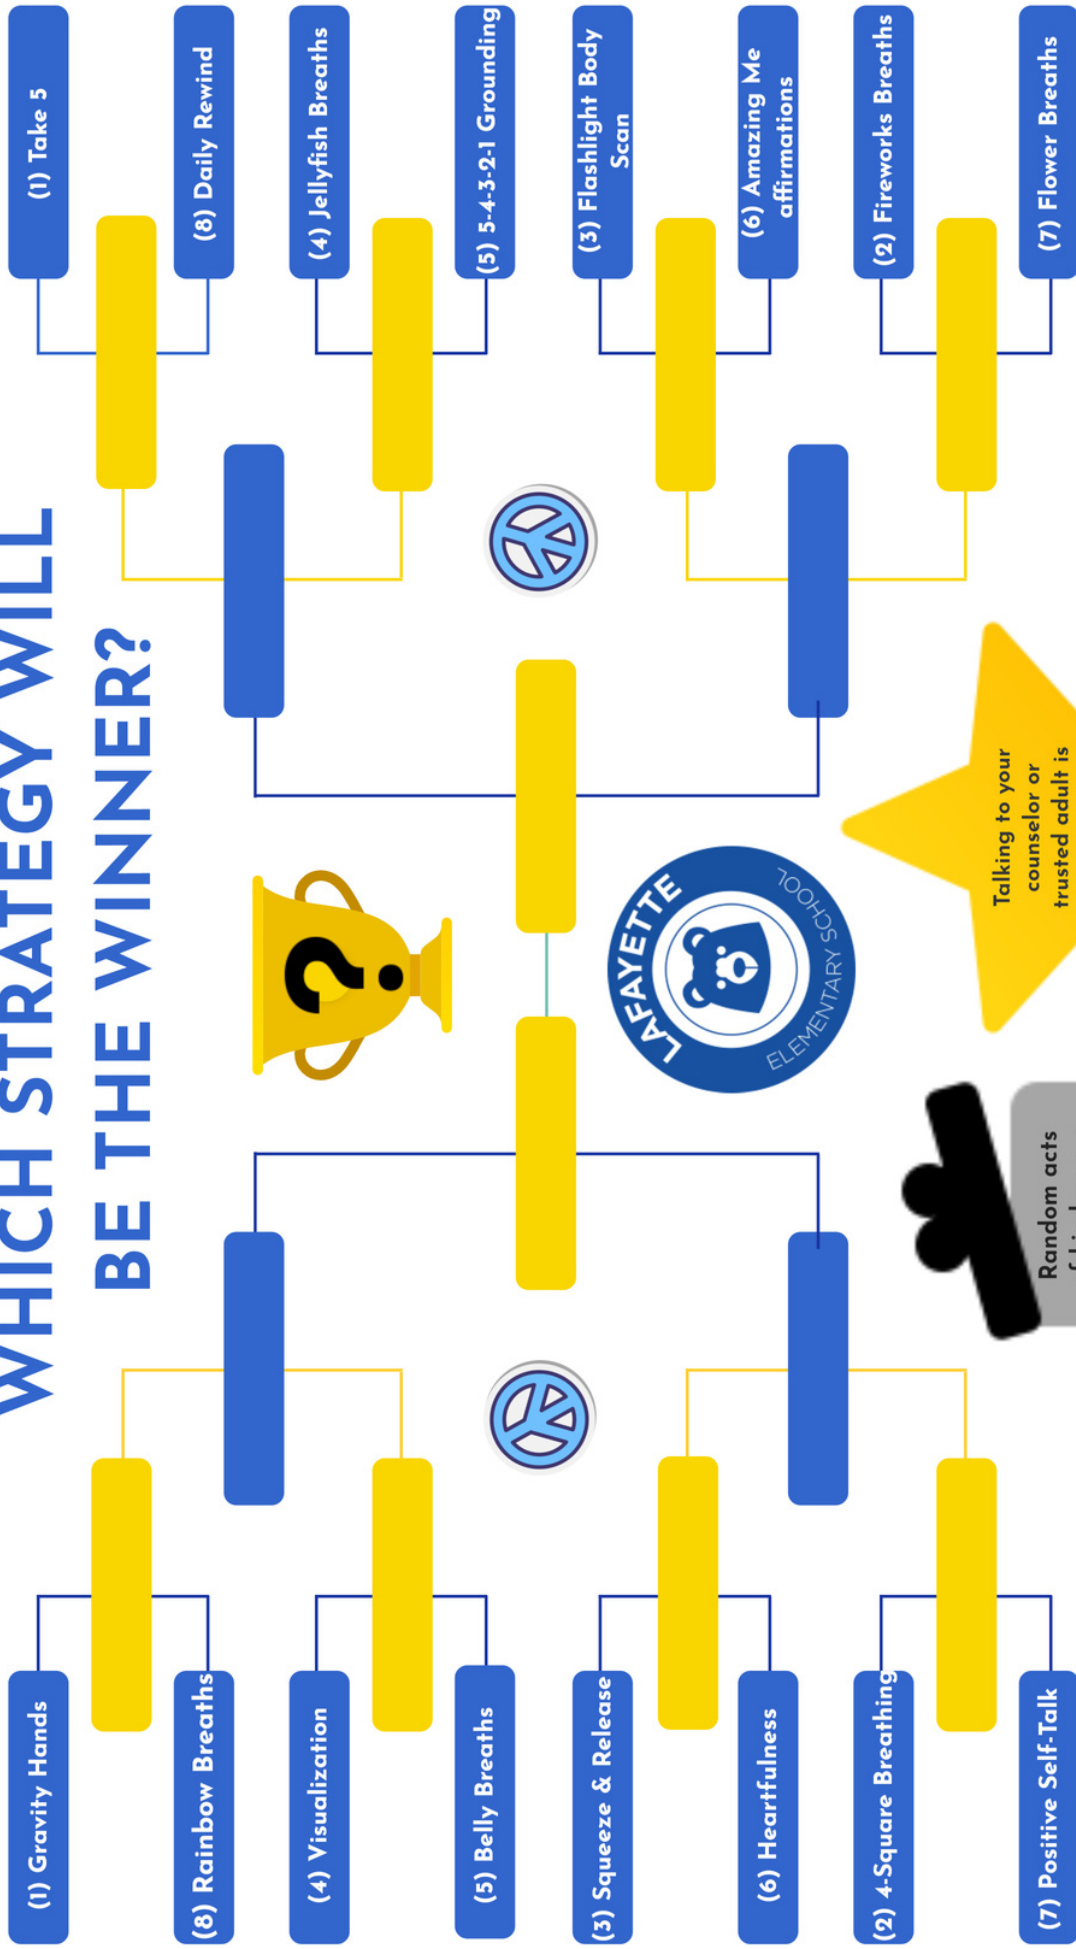 WHICH STRATEGY WILL
BE THE WINNER?
(1) Gravity Hands
(8) Rainbow Breaths
(4) Visualization
(5) Belly Breaths
(3) Squeeze & Release
(6) Heartfulness
(2) 4-Square Breathing
(7) Positive Self-Talk
?
LAFAYETTE
ELEMENTARY SCHOOL
(1) Take 5
(8) Daily Rewind
(4) Jellyfish Breaths
(5) 5-4-3-2-1 Grounding
(3) Flashlight Body
Scan
(6) Amazing Me
affirmations
(2) Fireworks Breaths
(7) Flower Breaths
Random acts
Talking to your
counselor or
trusted adult is